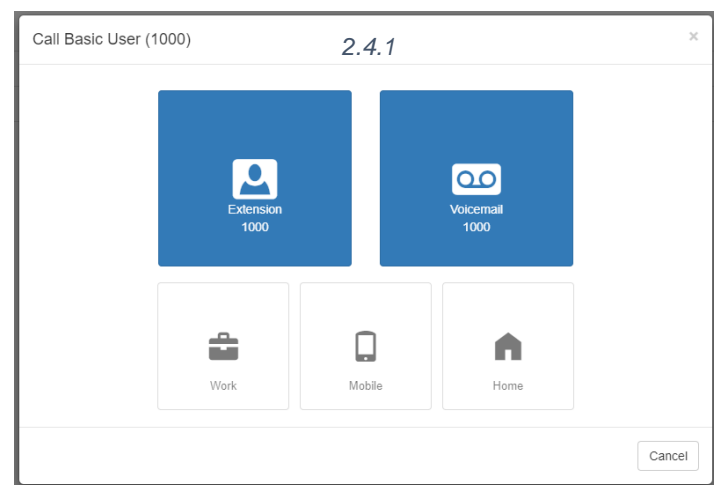 Call Basic User (1000)
2.4.1
×
Extension
1000
Voicemail
1000
Work
Mobile
Home
Cancel